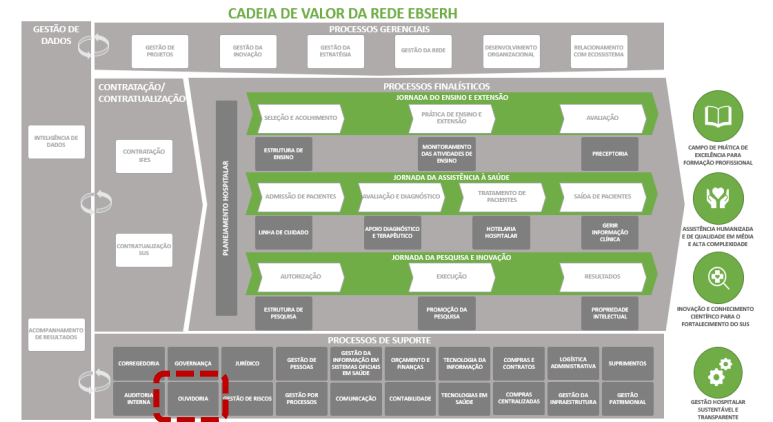 CADEIA DE VALOR DA REDE EBSERH
GESTÃO DE
DADOS
PROCESSOS GERENCIAIS
GESTÃO DE
PROJETOS
GESTÃO DA
INOVAÇÃO
GESTÃO DA
ESTRATÉGIA
GESTÃO DA REDE
DESENVOLVIMENTO
ORGANIZACIONAL
RELACIONAMENTO
COM ECOSSISTEMA
INTELIGÊNCIA DE
DADOS
ACOMPANHAMENTO
DE RESULTADOS
CONTRATAÇÃO/
CONTRATUALIZAÇÃO
CONTRATAÇÃO
IFES
CONTRATUALIZAÇÃO
SUS
PLANEJAMENTO HOSPITALAR
PROCESSOS FINALÍSTICOS
JORNADA DO ENSINO E EXTENSÃO
SELEÇÃO E ACOLHIMENTO
PRÁTICA DE ENSINO E
EXTENSÃO
AVALIAÇÃO
ESTRUTURA DE
ENSINO
MONITORAMENTO
DAS ATIVIDADES DE
ENSINO
PRECEPTORIA
JORNADA DA ASSISTÊNCIA À SAÚDE
ADMISSÃO DE PACIENTES
AVALIAÇÃO E DIAGNÓSTICO
TRATAMENTO DE
PACIENTES
SAÍDA DE PACIENTES
LINHA DE CUIDADO
APOIO DIAGNÓSTICO
E TERAPÊUTICO
HOTELARIA
HOSPITALAR
GERIR
INFORMAÇÃO
CLÍNICA
JORNADA DA PESQUISA E INOVAÇÃO
AUTORIZAÇÃO
EXECUÇÃO
RESULTADOS
ESTRUTURA DE
PESQUISA
PROMOÇÃO DA
PESQUISA
PROPRIEDADE
INTELECTUAL
CAMPO DE PRÁTICA DE
EXCELÊNCIA PARA
FORMAÇÃO PROFISSIONAL
ASSISTÊNCIA HUMANIZADA
E DE QUALIDADE EM MÉDIA
E ALTA COMPLEXIDADE
INOVAÇÃO E CONHECIMENTO
CIENTÍFICO PARA O
FORTALECIMENTO DO SUS
GESTÃO HOSPITALAR
SUSTENTÁVEL E
TRANSPARENTE
PROCESSOS DE SUPORTE
CORREGEDORIA
GOVERNANÇA
JURÍDICO
GESTÃO DE
PESSOAS
GESTÃO DA
INFORMAÇÃO EM
SISTEMAS OFICIAIS
EM SAÚDE
ORÇAMENTO E
FINANÇAS
TECNOLOGIA DA
INFORMAÇÃO
COMPRAS E
CONTRATOS
LOGÍSTICA
ADMINISTRATIVA
SUPRIMENTOS
AUDITORIA
INTERNA
OUVIDORIA
GESTÃO DE RISCOS
GESTÃO POR
PROCESSOS
COMUNICAÇÃO
CONTABILIDADE
TECNOLOGIAS EM
SAÚDE
COMPRAS
CENTRALIZADAS
GESTÃO DA
INFRAESTRUTURA
GESTÃO
PATRIMONIAL